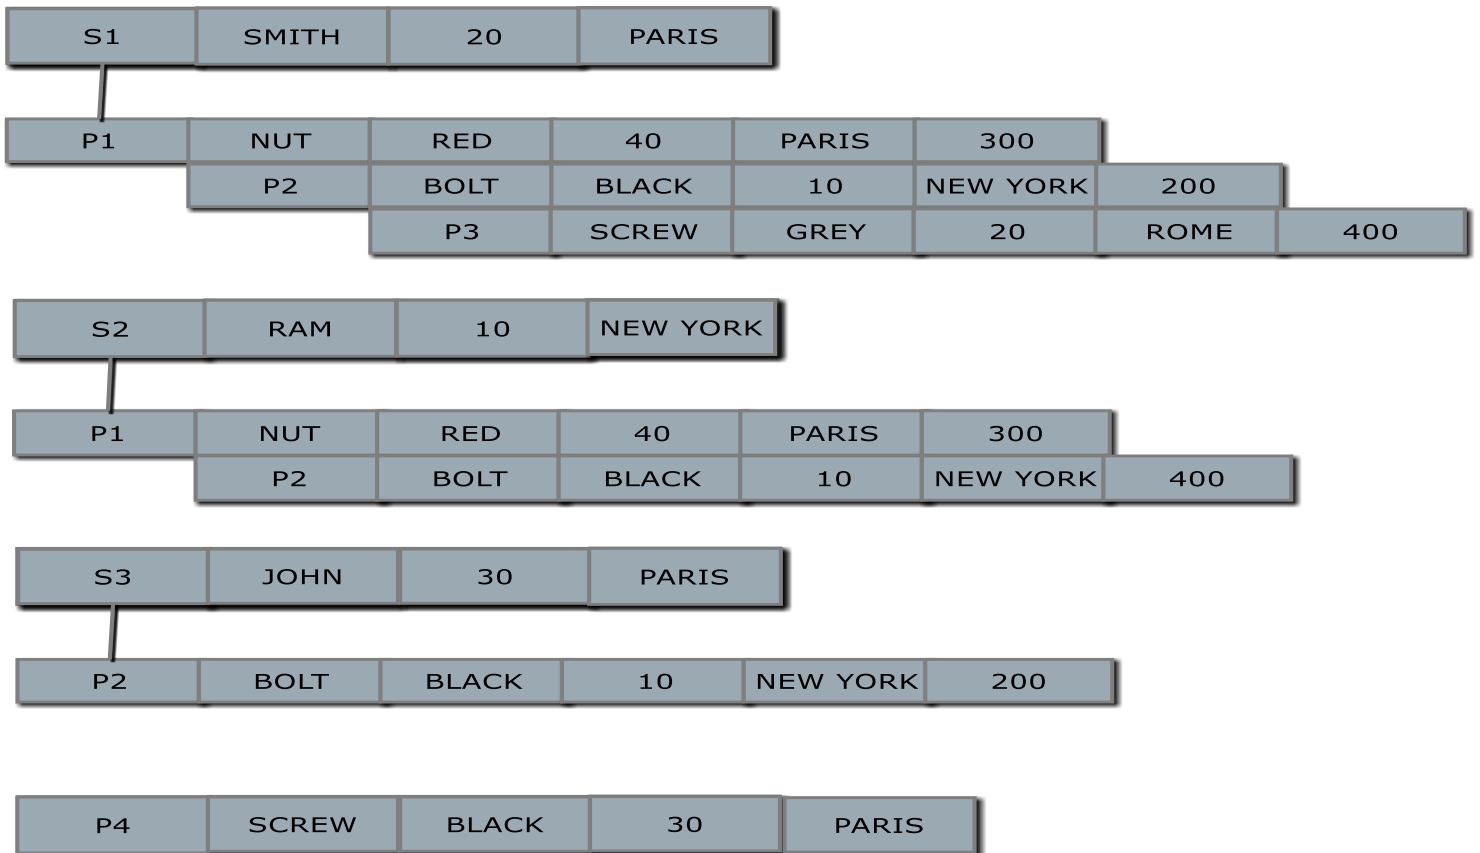 S1 SMITH 20 PARIS
P1 NUT RED 40 PARIS 300
P2 BOLT BLACK 10 NEW YORK 200
P3 SCREW GREY 20 ROME 400
S2 RAM 10 NEW YORK
P1 NUT RED 40 PARIS 300
P2 BOLT BLACK 10 NEW YORK 400
S3 JOHN 30 PARIS
P2 BOLT BLACK 10 NEW YORK 200
P4 SCREW BLACK 30 PARIS